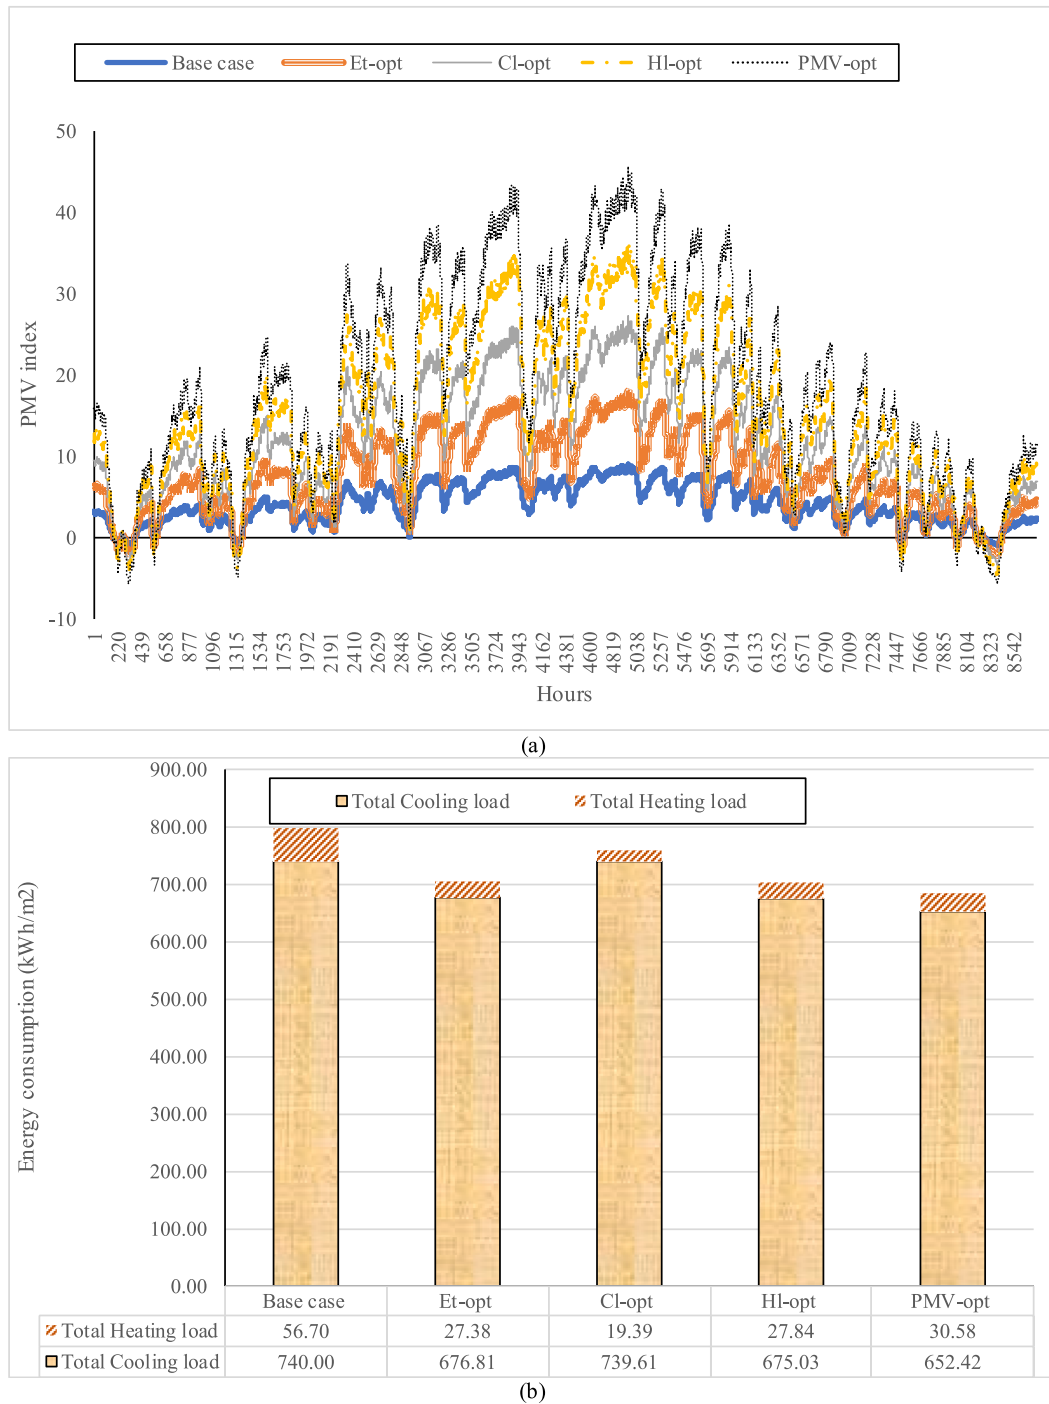 Base case Et-opt Cl-opt Hl-opt PMV-opt
PMV index
50
40
30
20
10
0
-10
1 220 439 658 877 1096 1315 1534 1753 1972 2191 2410 2629 2848 3067 3286 3505 3724 3943 4162 4381 4600 4819 5038 5257 5476 5695 5914 6133 6352 6571 6790 7009 7228 7447 7666 7885 8104 8323 8542
Hours
(a)
Total Cooling load Total Heating load
Energy consumption (kWh/m2)
900.00
800.00
700.00
600.00
500.00
400.00
300.00
200.00
100.00
0.00
Base case Et-opt Cl-opt Hl-opt PMV-opt
Total Heating load 56.70 27.38 19.39 27.84 30.58
Total Cooling load 740.00 676.81 739.61 675.03 652.42
(b)